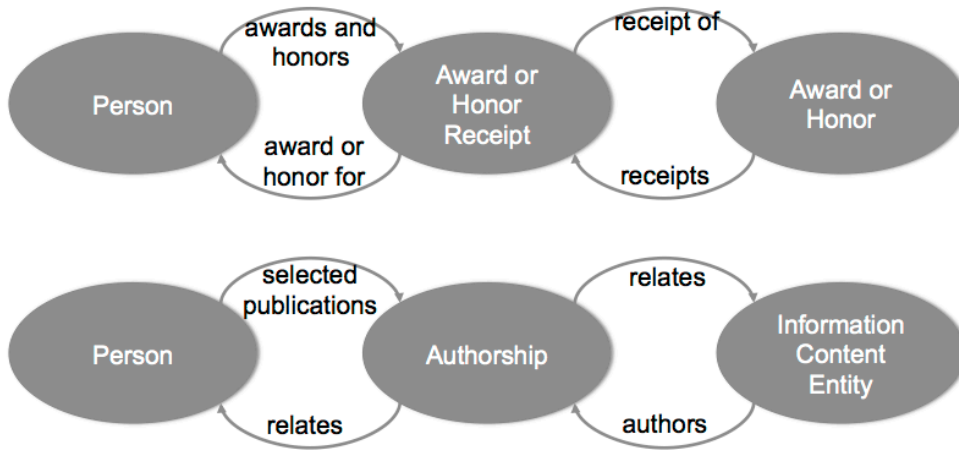 awards and
honors
receipt of
Person
Award or
Honor
Receipt
Award or
Honor
award or
honor for
receipts
selected
publications
relates
Person
Authorship
Information
Content
Entity
relates
authors